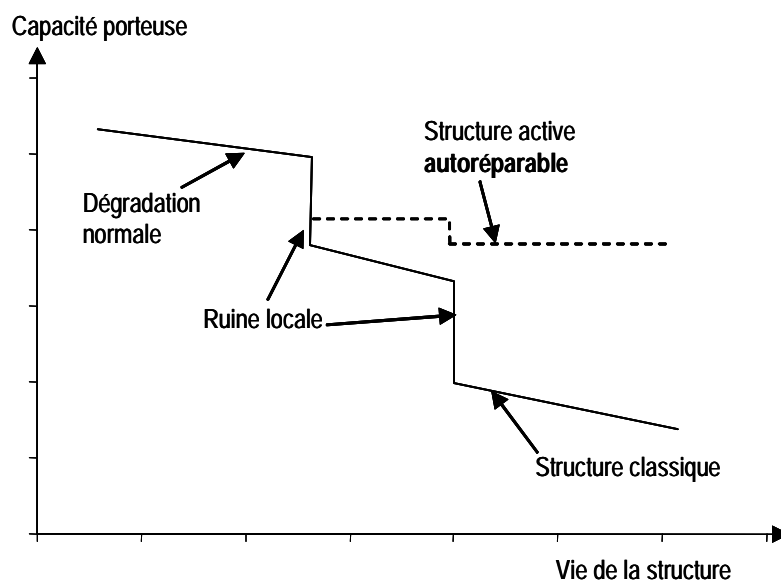 Capacité porteuse
Structure active
autoréparable
Dégradation
normale
Ruine locale
Structure classique
Vie de la structure